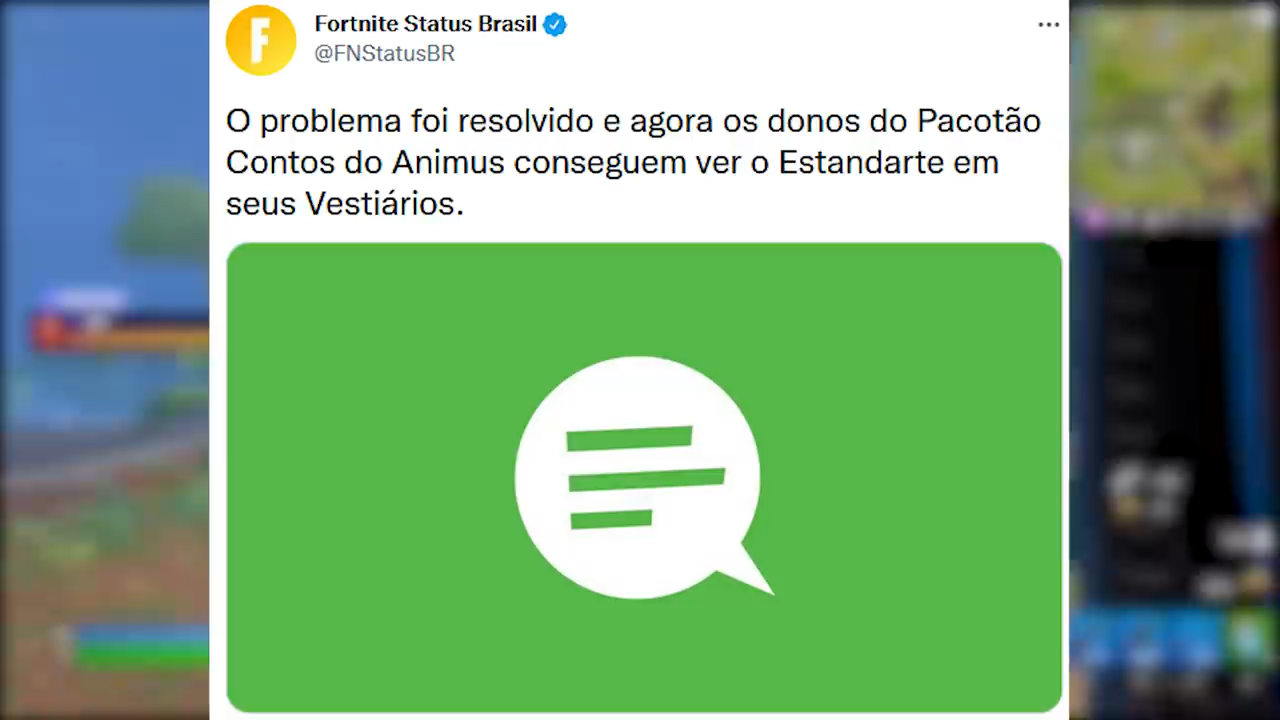 Fortnite Status Brasil
@FNStatusBR
O problema foi resolvido e agora os donos do Pacotão
Contos do Animus conseguem ver o Estandarte em
seus Vestiários.